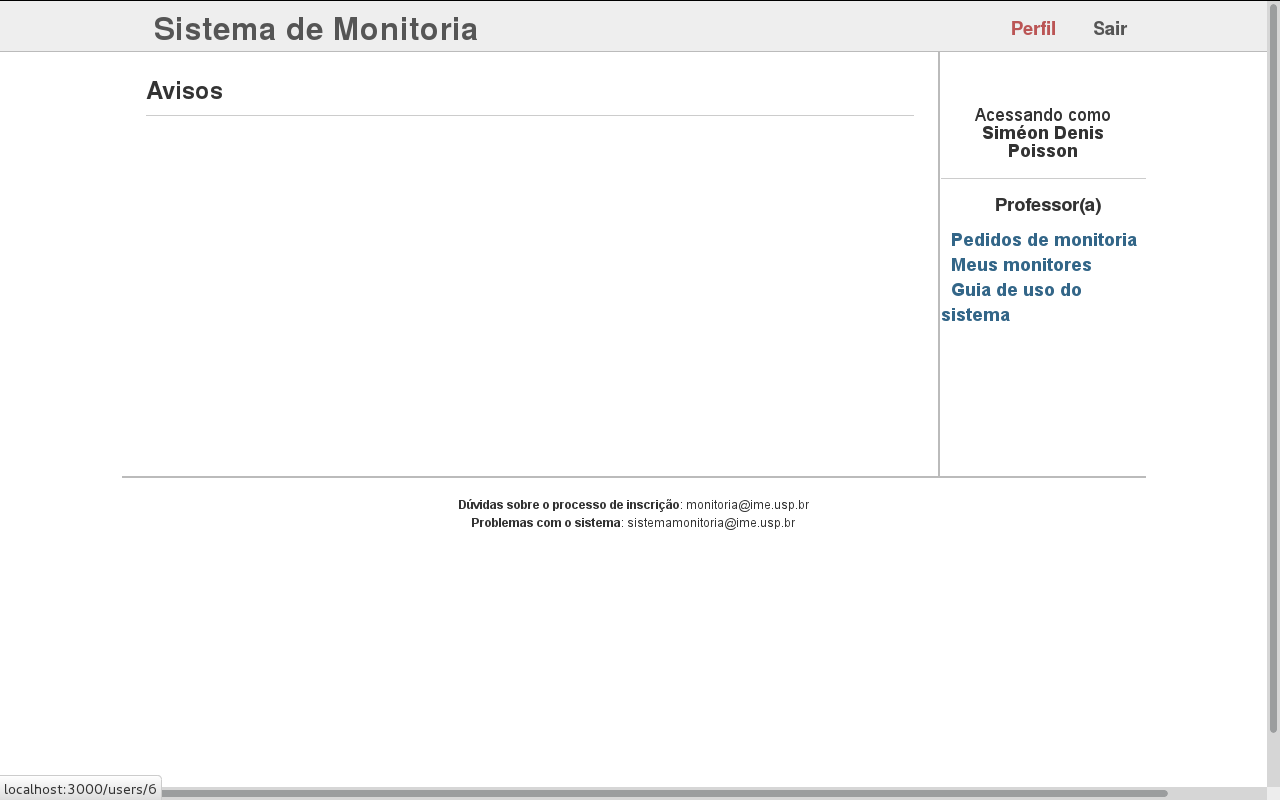 Sistema de Monitoria
Perfil
Sair
Avisos
Acessando como
Siméon Denis
Poisson
Professor(a)
Pedidos de monitoria
Meus monitores
Guia de uso do
sistema
Dúvidas sobre o processo de inscrição: monitoria@ime.usp.br
Problemas com o sistema: sistemamonitoria@ime.usp.br
localhost:3000/users/6